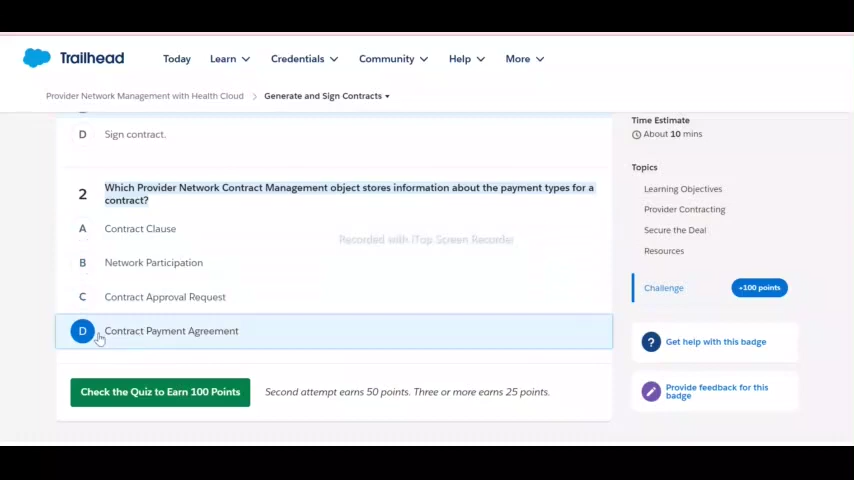 Trailhead
Today
Learn
Credentials
Community
Help
More
Provider Network Management with Health Cloud
Generate and Sign Contracts
D Sign contract.
2 Which Provider Network Contract Management object stores information about the payment types for a
contract?
A Contract Clause
B Network Participation
C Contract Approval Request
D Contract Payment Agreement
Check the Quiz to Earn 100 Points
Second attempt earns 50 points. Three or more earns 25 points.
Recorded with iTop Screen Recorder
Time Estimate
About 10 mins
Topics
Learning Objectives
Provider Contracting
Secure the Deal
Resources
Challenge
+100 points
? Get help with this badge
Provide feedback for this
badge